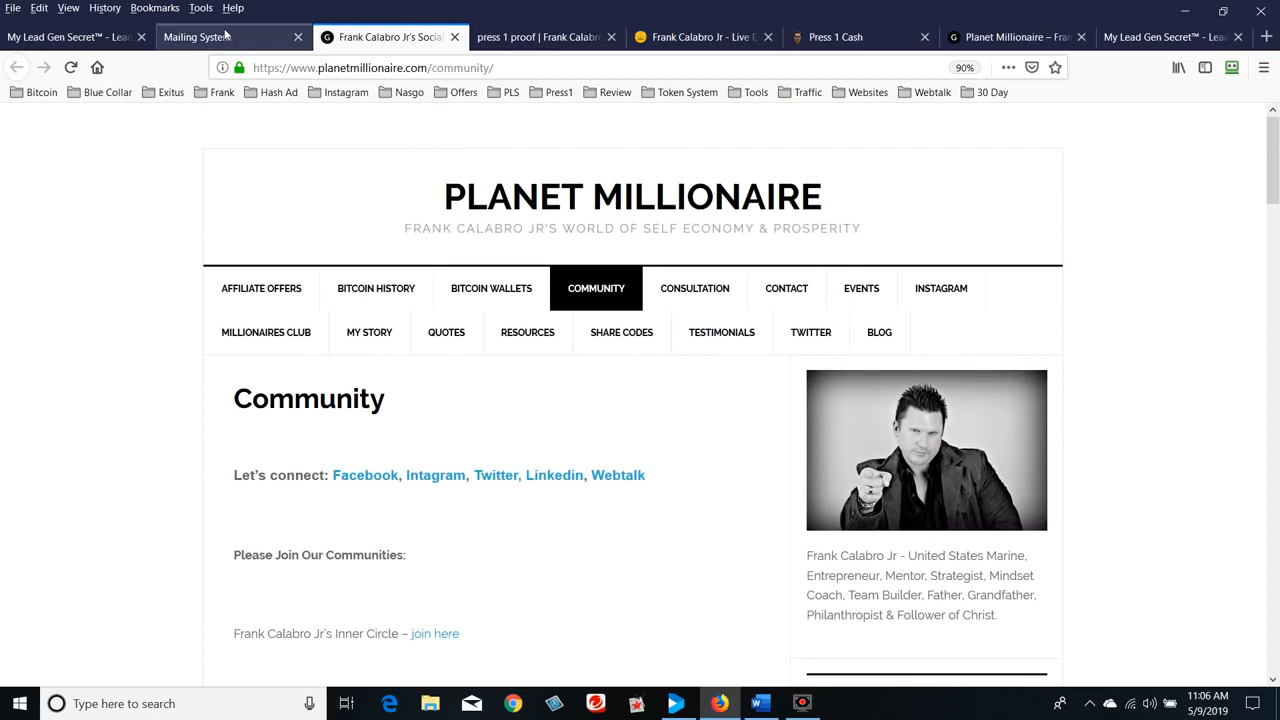 File Edit View History Bookmarks Tools Help
My Lead Gen Secret™ - Lead Mailing System Frank Calabro Jr's Social press 1 proof | Frank Calabro Frank Calabro Jr - Live E Press 1 Cash Planet Millionaire – Fra My Lead Gen Secret™ - Lead
https://www.planetmillionaire.com/community/ 90%
Bitcoin Blue Collar Exitus Frank Hash Ad Instagram Nasgo Offers PLS Press1 Review Token System Tools Traffic Websites Webtalk 30 Day
PLANET MILLIONAIRE
FRANK CALABRO JR'S WORLD OF SELF ECONOMY & PROSPERITY
AFFILIATE OFFERS BITCOIN HISTORY BITCOIN WALLETS COMMUNITY CONSULTATION CONTACT EVENTS INSTAGRAM
MILLIONAIRES CLUB MY STORY QUOTES RESOURCES SHARE CODES TESTIMONIALS TWITTER BLOG
Community
Let's connect: Facebook, Intagram, Twitter, Linkedin, Webtalk
Please Join Our Communities:
Frank Calabro Jr's Inner Circle – join here
Frank Calabro Jr - United States Marine,
Entrepreneur, Mentor, Strategist, Mindset
Coach, Team Builder, Father, Grandfather,
Philanthropist & Follower of Christ.
Type here to search
11:06 AM
5/9/2019